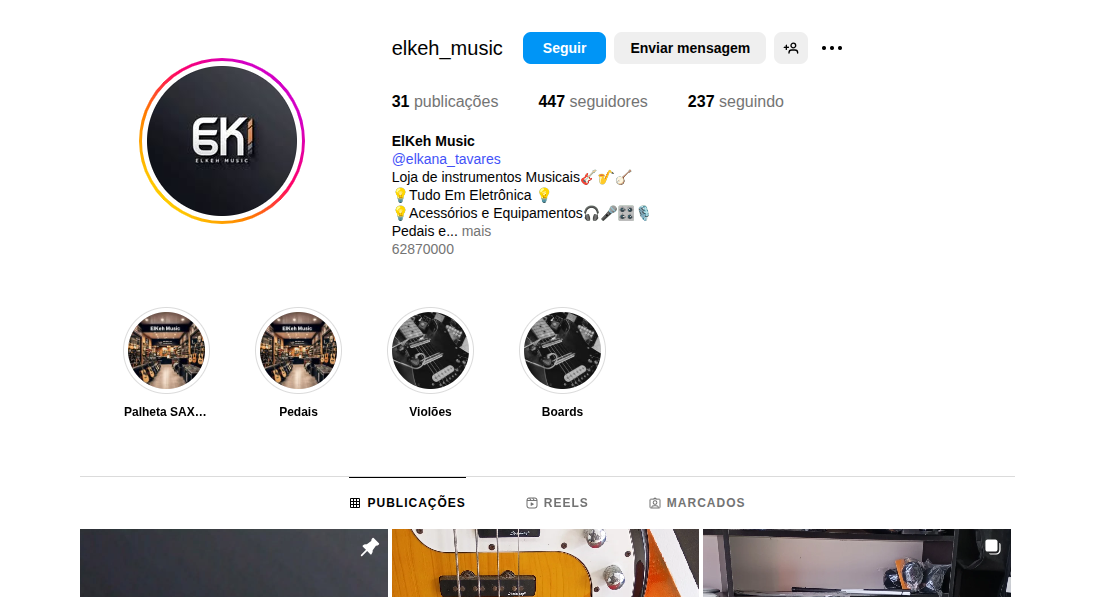 elkeh_music
Seguir
Enviar mensagem
31 publicações
447 seguidores
237 seguindo
ElKeh Music
@elkana_tavares
Loja de instrumentos Musicais🎸🎷🪕
💡Tudo Em Eletrônica 💡
💡Acessórios e Equipamentos🎧🎤🎛️🎙️
Pedais e... mais
62870000
EK
ELKEH MUSIC
ElKeh Music
ElKeh Music
Palheta SAX…
Pedais
Violões
Boards
PUBLICAÇÕES
REELS
MARCADOS